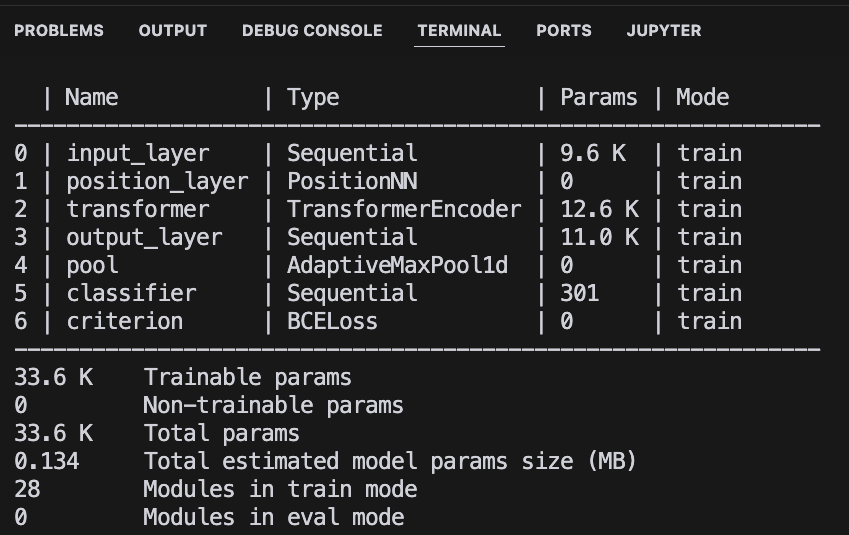 PROBLEMS OUTPUT DEBUG CONSOLE TERMINAL PORTS JUPYTER
  | Name           | Type               | Params | Mode
0 | input_layer    | Sequential         | 9.6 K  | train
1 | position_layer | PositionNN         | 0      | train
2 | transformer    | TransformerEncoder | 12.6 K | train
3 | output_layer   | Sequential         | 11.0 K | train
4 | pool           | AdaptiveMaxPool1d  | 0      | train
5 | classifier     | Sequential         | 301    | train
6 | criterion      | BCELoss            | 0      | train
33.6 K    Trainable params
0         Non-trainable params
33.6 K    Total params
0.134     Total estimated model params size (MB)
28        Modules in train mode
0         Modules in eval mode